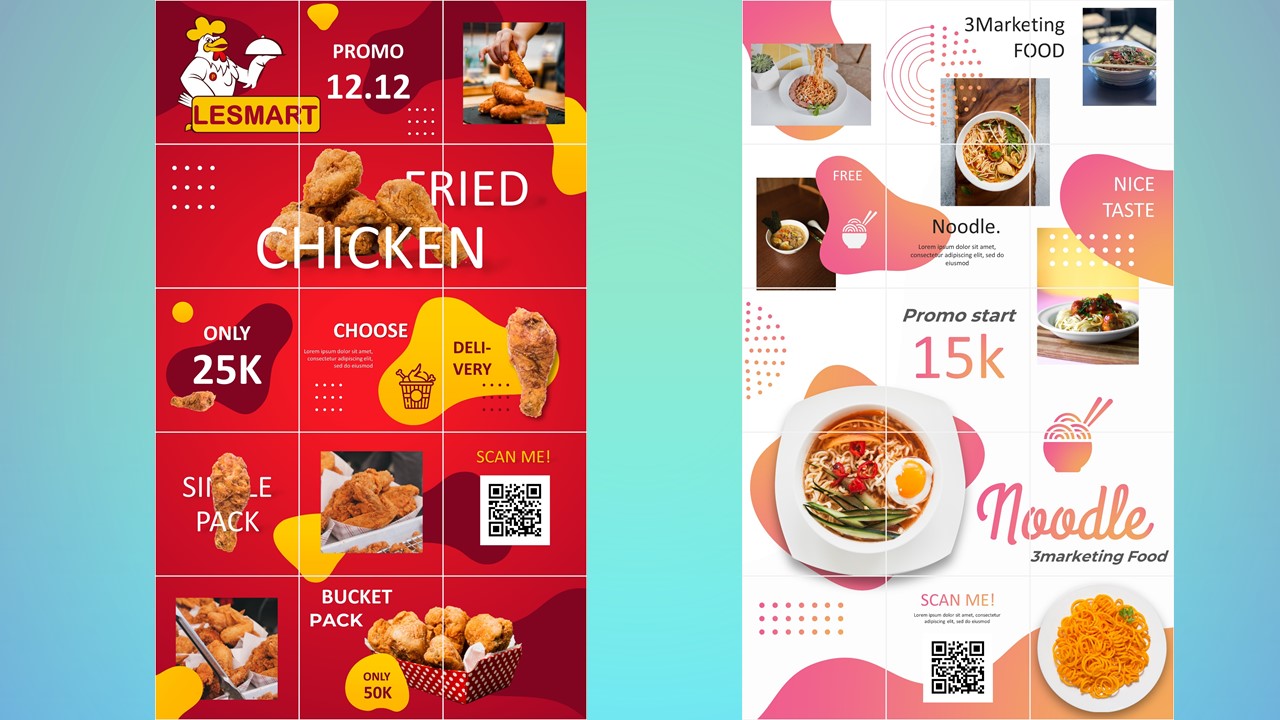 LESMART
PROMO
12.12
FRIED
CHICKEN
ONLY
25K
CHOOSE
Lorem ipsum dolor sit amet,
consectetur adipiscing elit,
sed do eiusmod
DELI-
VERY
SIMPLE
PACK
SCAN ME!
BUCKET
PACK
ONLY
50K
3Marketing
FOOD
FREE
Noodle.
Lorem ipsum dolor sit amet,
consectetur adipiscing elit, sed do
eiusmod
NICE
TASTE
Promo start
15k
Noodle
3marketing Food
SCAN ME!
Lorem ipsum dolor sit amet, consectetur
adipiscing elit, sed do eiusmod